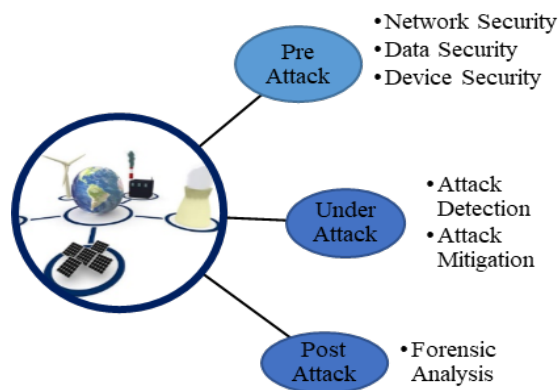 Pre
Attack
• Network Security
• Data Security
• Device Security
Under
Attack
• Attack
Detection
• Attack
Mitigation
Post
Attack
• Forensic
Analysis